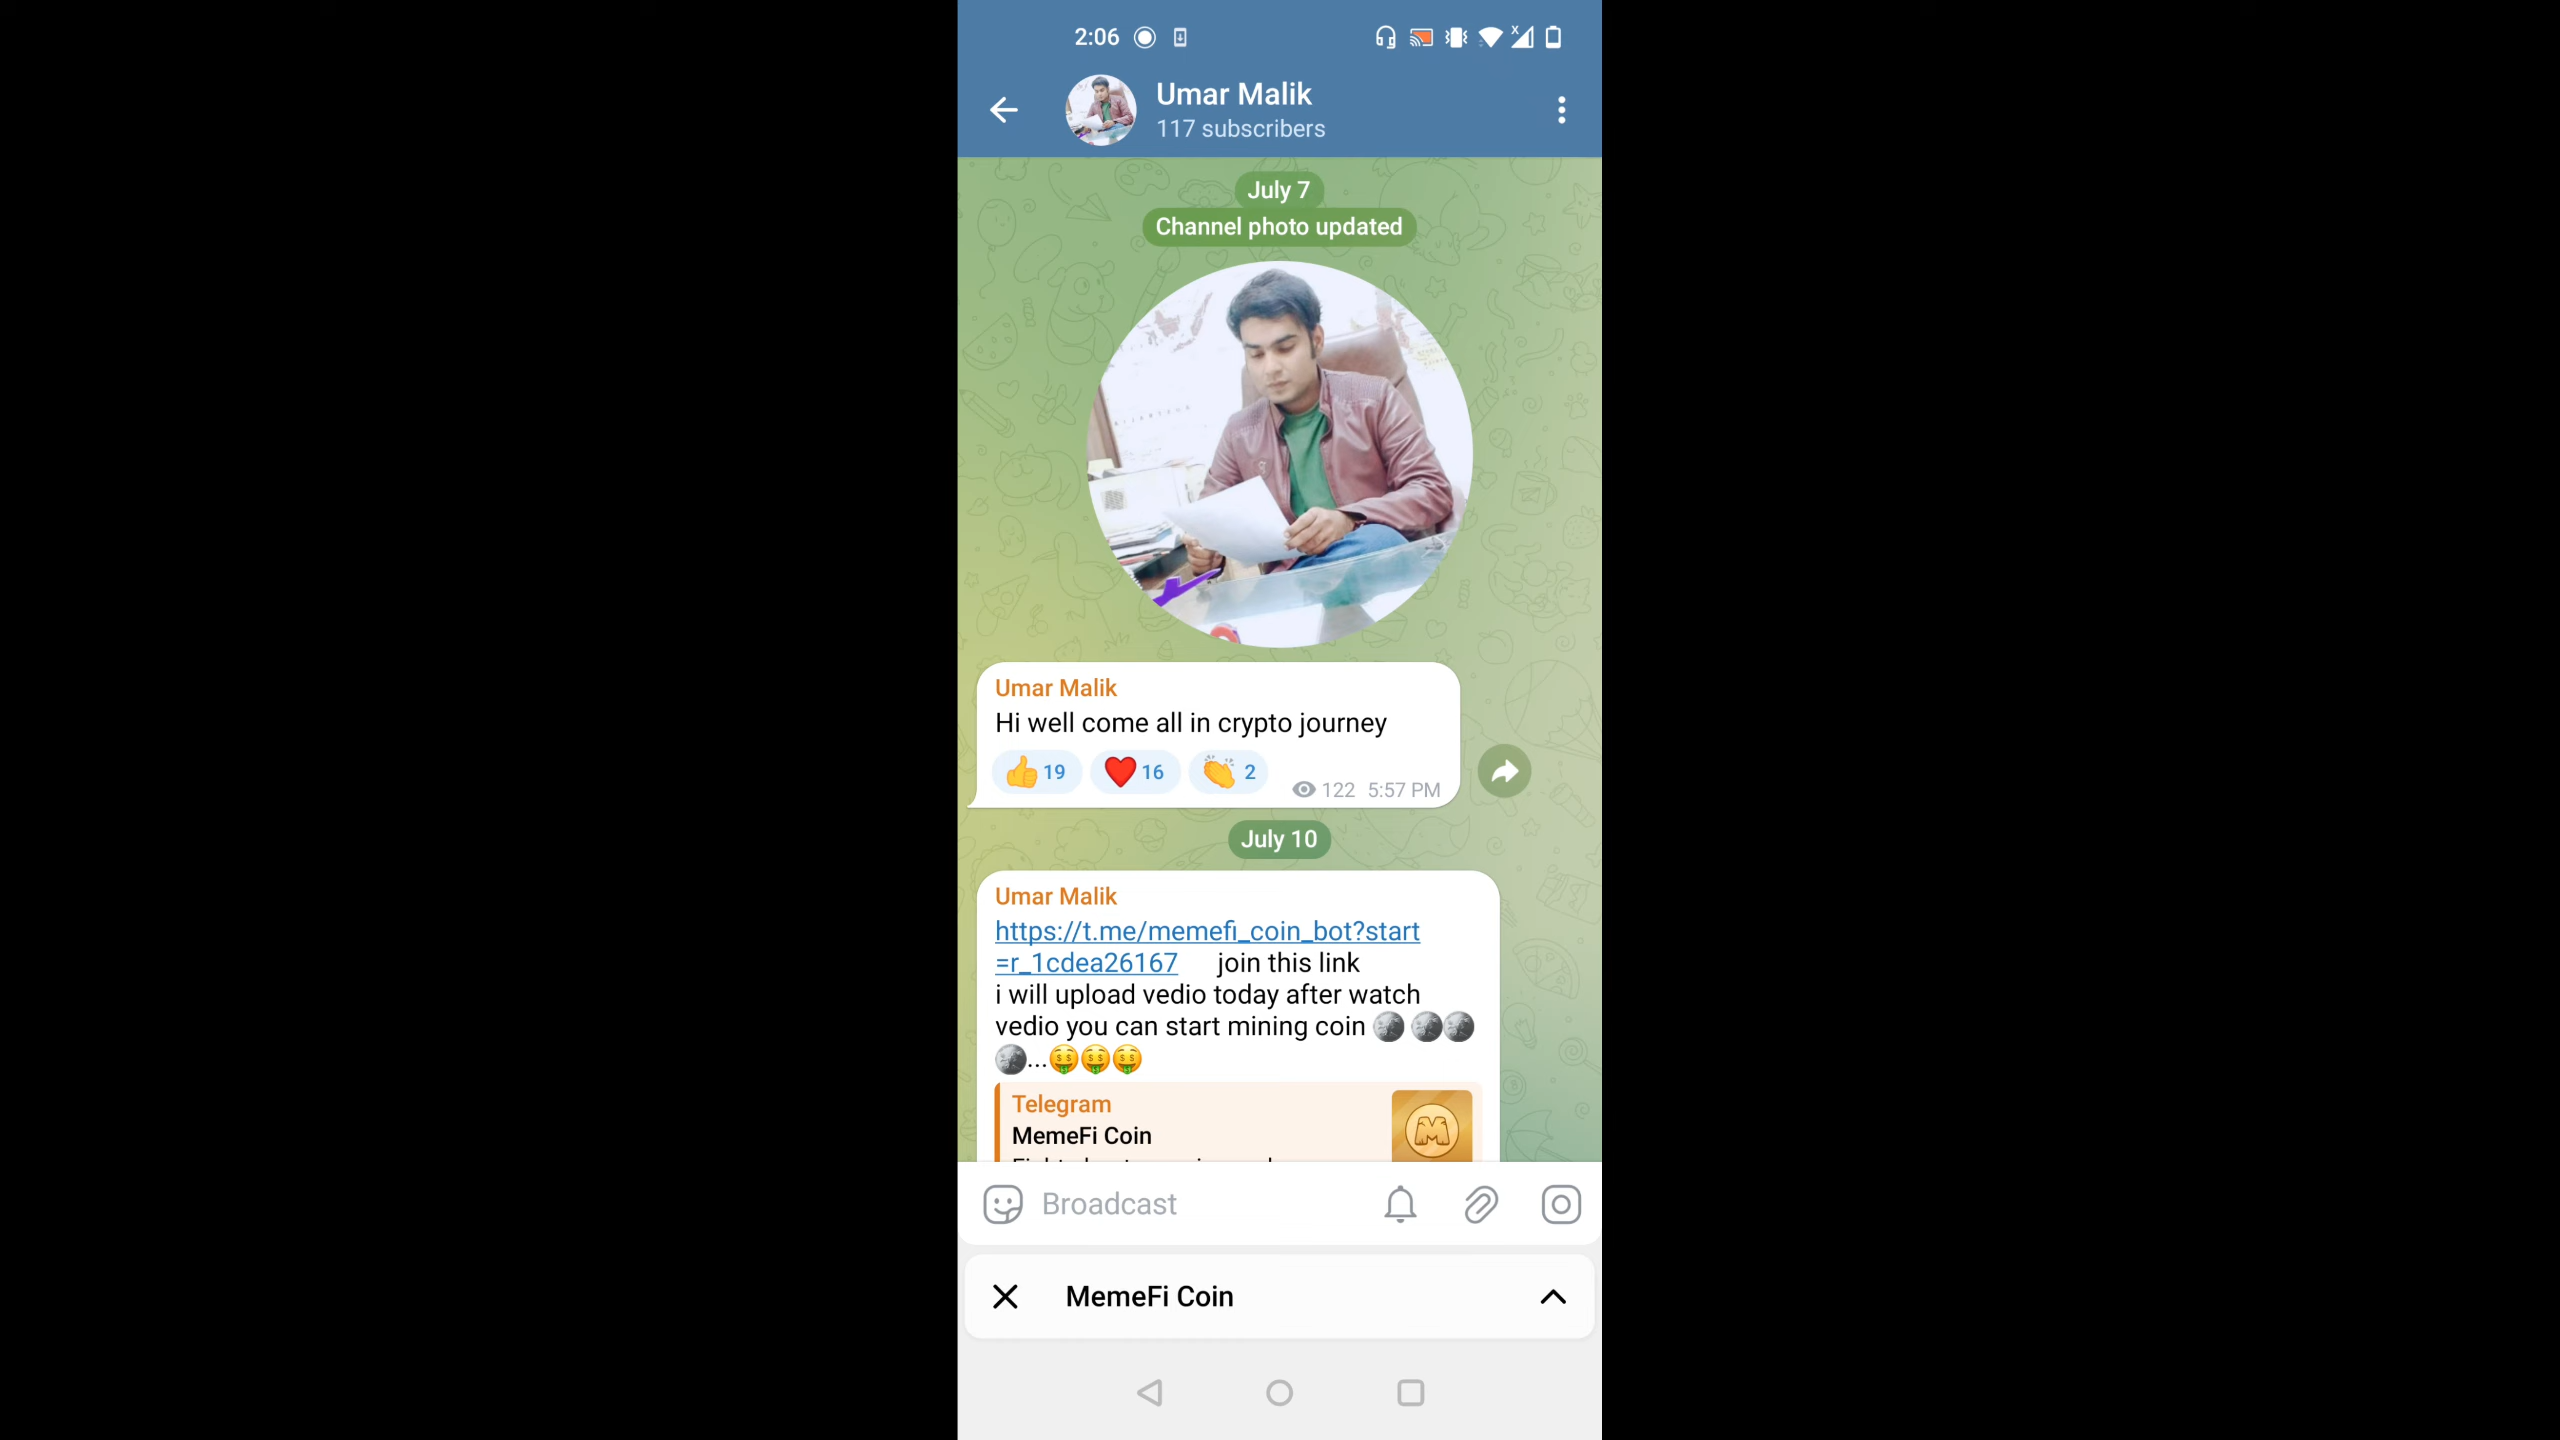 2:06
Umar Malik
117 subscribers
July 7
Channel photo updated
Umar Malik
Hi well come all in crypto journey
👍 19 ❤️ 16 👏 2 122 5:57 PM
July 10
Umar Malik
https://t.me/memefi_coin_bot?start
=r_1cdea26167 join this link
i will upload vedio today after watch
vedio you can start mining coin 🌚 🌚🌚
🌚...🤑🤑🤑
Telegram
MemeFi Coin
Broadcast
MemeFi Coin